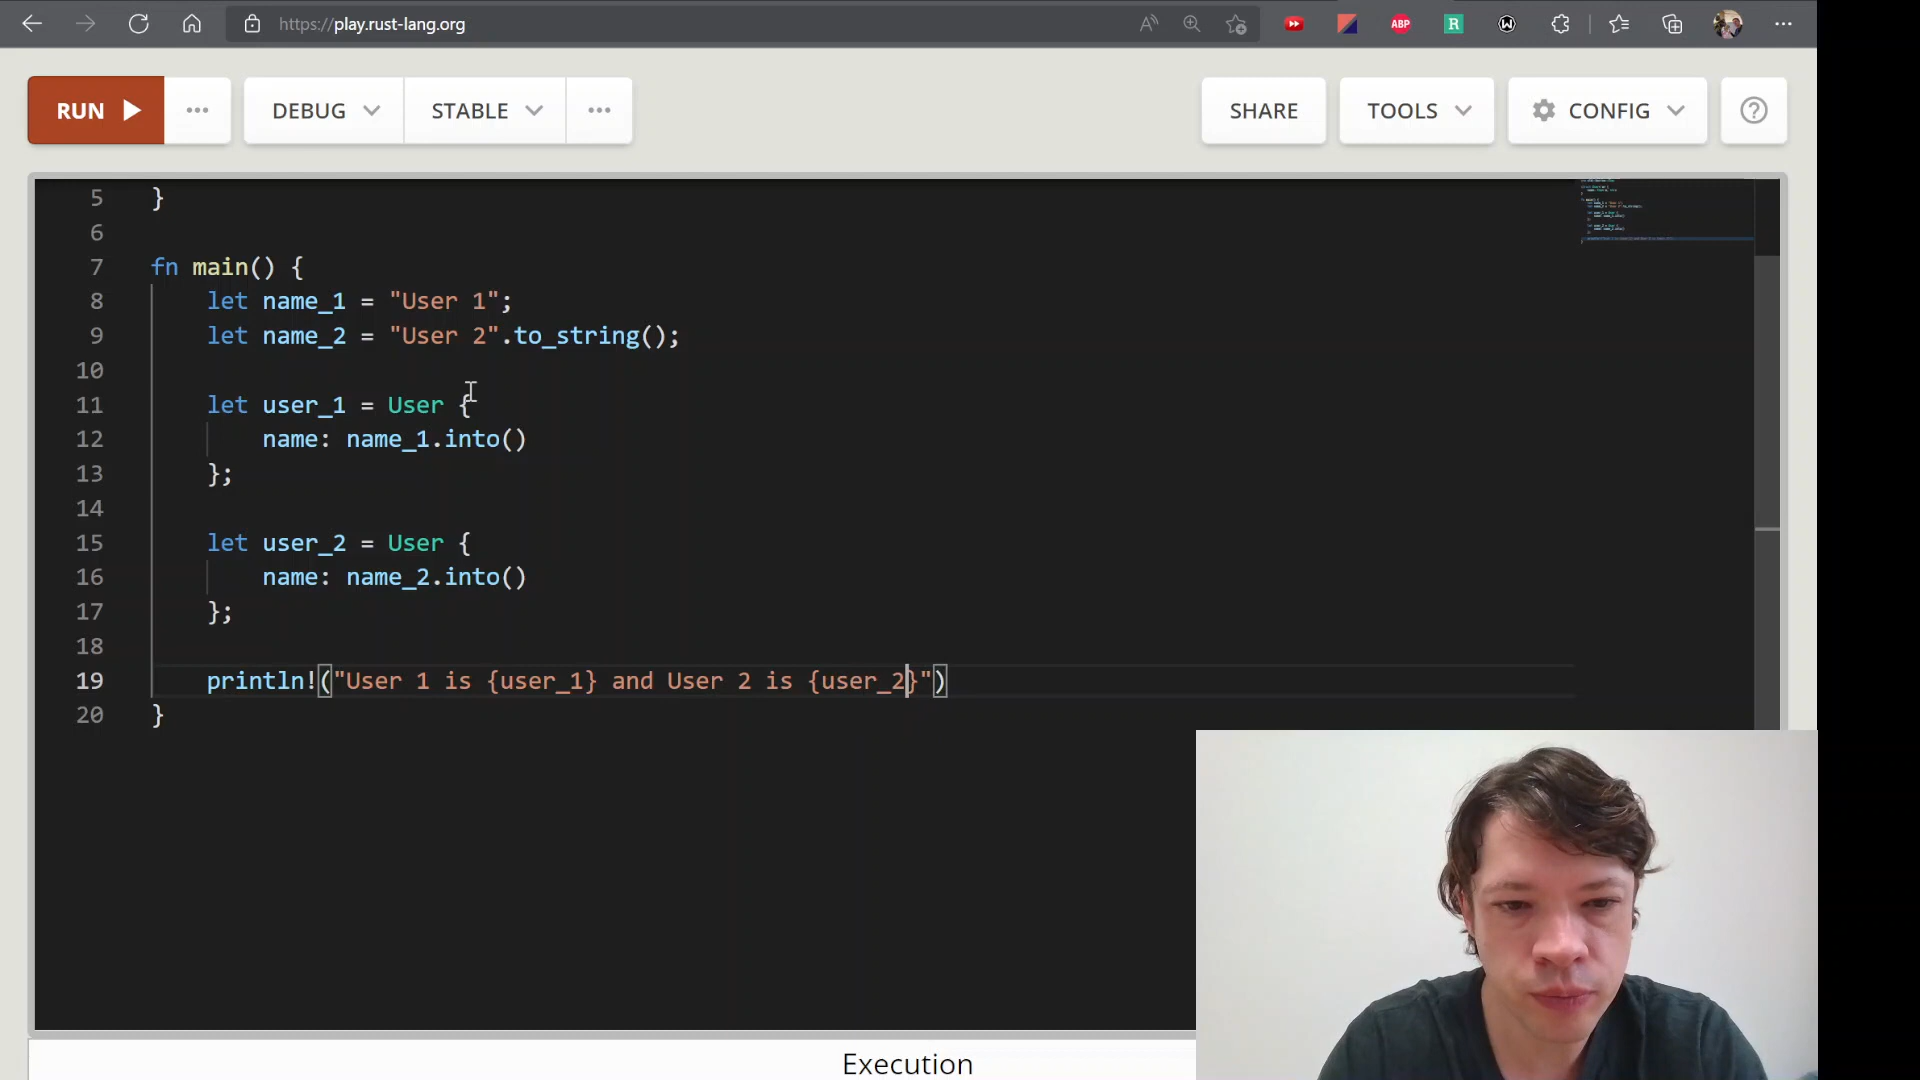 https://play.rust-lang.org
A
ABP
R
W
RUN
DEBUG
STABLE
SHARE
TOOLS
CONFIG
?
5 }
6
7 fn main() {
8 let name_1 = "User 1";
9 let name_2 = "User 2".to_string();
10
11 let user_1 = User {
12 name: name_1.into()
13 };
14
15 let user_2 = User {
16 name: name_2.into()
17 };
18
19 println!("User 1 is {user_1} and User 2 is {user_2}")
20 }
Execution